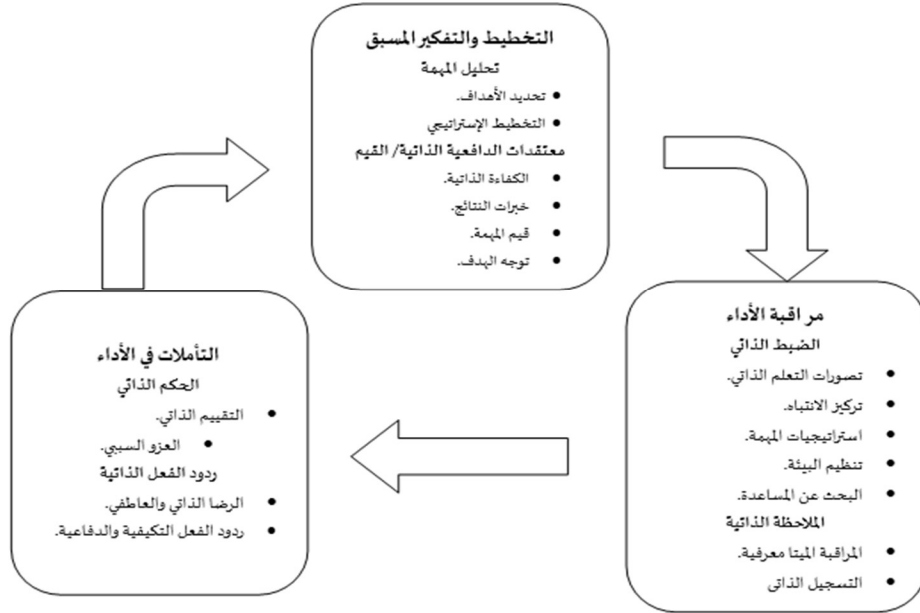 التخطيط والتفكير المسبق
تحليل المهمة
• تحديد الأهداف.
• التخطيط الإستراتيجي
معتقدات الدافعية الذاتية/ القيم
• الكفاءة الذاتية.
• خبرات النتائج.
• قيم المهمة.
• توجه الهدف.
مراقبة الأداء
الضبط الذاتي
• تصورات التعلم الذاتي.
• تركيز الانتباه.
• استراتيجيات المهمة.
• تنظيم البيئة.
• البحث عن المساعدة.
الملاحظة الذاتية
• المراقبة الميتا معرفية.
• التسجيل الذاتى
التأملات في الأداء
الحكم الذاتي
• التقييم الذاتي.
• العزو السببي.
ردود الفعل الذاتية
• الرضا الذاتي والعاطفي.
• ردود الفعل التكيفية والدفاعية.